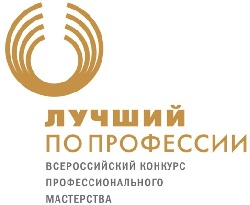 ЛУЧШИЙ
ПО ПРОФЕССИИ
ВСЕРОССИЙСКИЙ КОНКУРС
ПРОФЕССИОНАЛЬНОГО
МАСТЕРСТВА